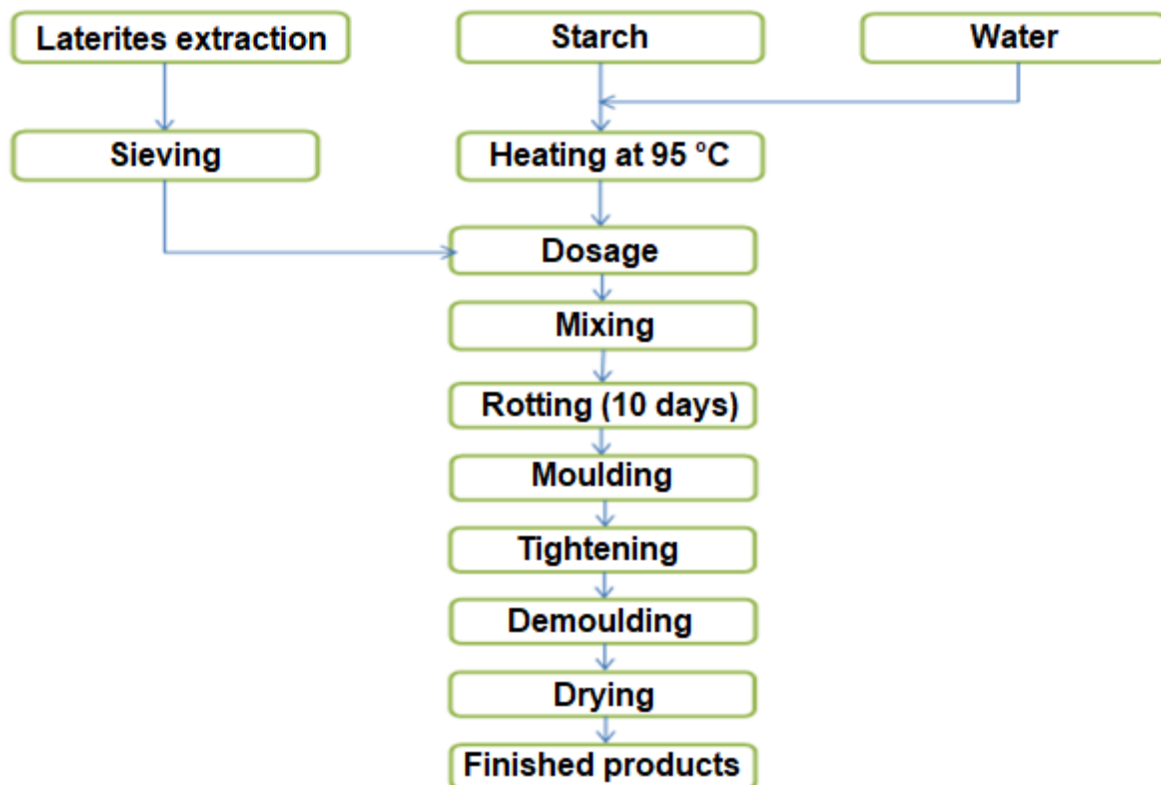 Laterites extraction
Starch
Water
Sieving
Heating at 95 °C
Dosage
Mixing
Rotting (10 days)
Moulding
Tightening
Demoulding
Drying
Finished products